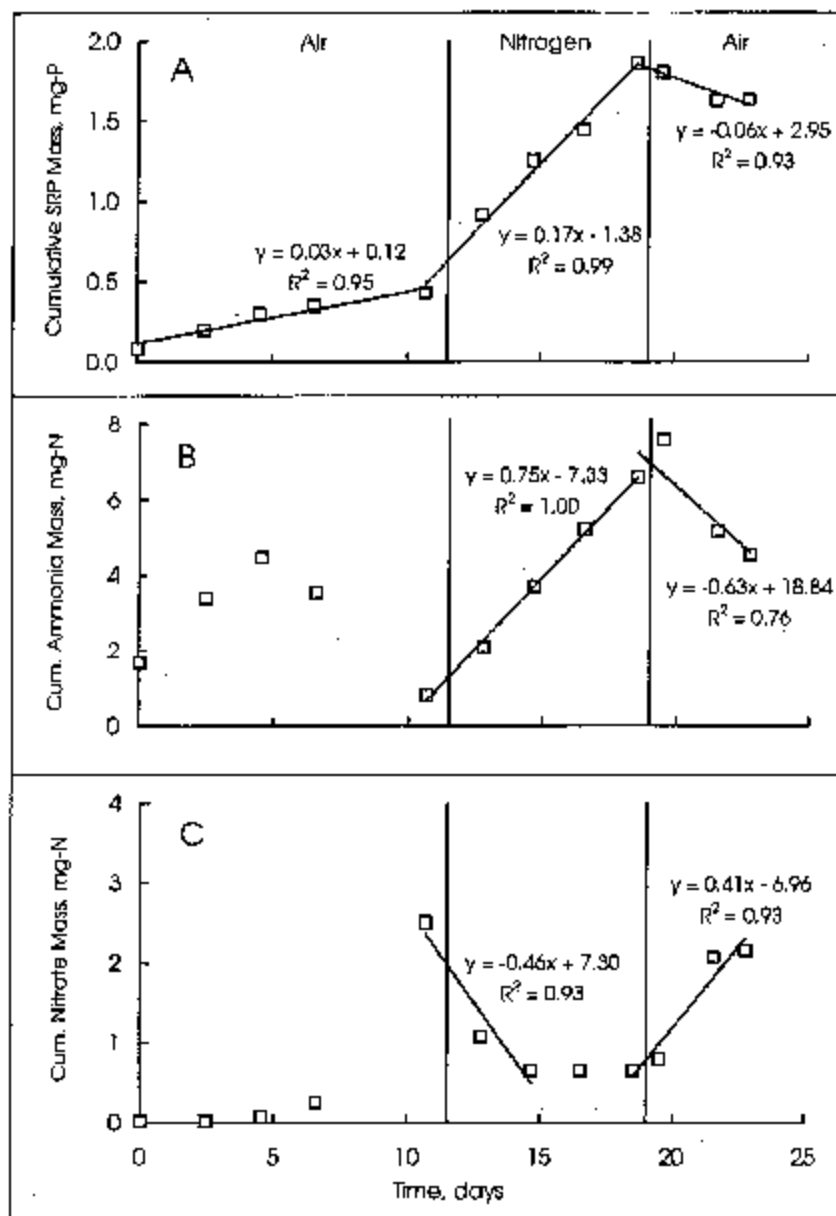 Air Nitrogen Air
A
2.0
1.5
1.0
0.5
0.0
Cumulative SRP Mass, mg-P
y = 0.03x + 0.12
R² = 0.95
y = 0.17x - 1.38
R² = 0.99
y = -0.06x + 2.95
R² = 0.93
B
8
6
4
2
0
Cum. Ammonia Mass, mg-N
y = 0.75x - 7.33
R² = 1.00
y = -0.63x + 18.84
R² = 0.76
C
4
3
2
1
0
Cum. Nitrate Mass, mg-N
y = -0.46x + 7.30
R² = 0.93
y = 0.41x - 6.96
R² = 0.93
0 5 10 15 20 25
Time, days